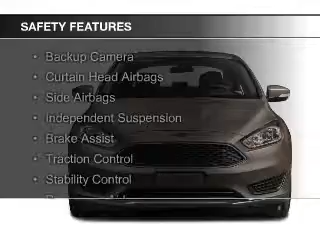 SAFETY FEATURES
• Backup Camera
• Curtain Head Airbags
• Side Airbags
• Independent Suspension
• Brake Assist
• Traction Control
• Stability Control